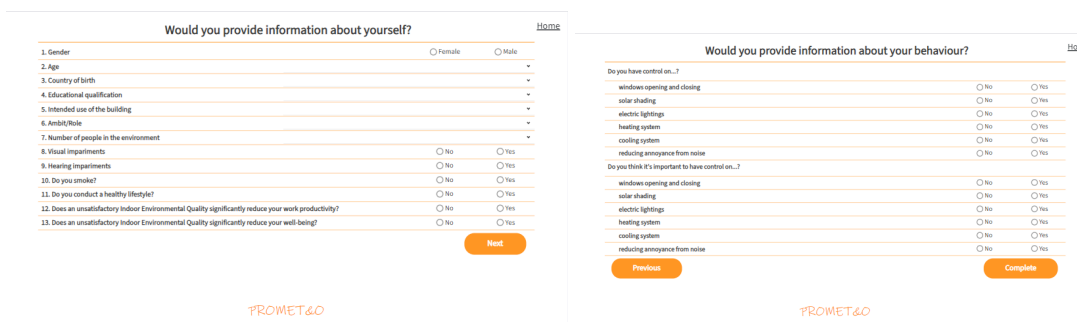 Would you provide information about yourself?
Home
1. Gender
Female
Male
2. Age
3. Country of birth
4. Educational qualification
5. Intended use of the building
6. Ambit/Role
7. Number of people in the environment
8. Visual impariments
No
Yes
9. Hearing impariments
No
Yes
10. Do you smoke?
No
Yes
11. Do you conduct a healthy lifestyle?
No
Yes
12. Does an unsatisfactory Indoor Environmental Quality significantly reduce your work productivity?
No
Yes
13. Does an unsatisfactory Indoor Environmental Quality significantly reduce your well-being?
No
Yes
Next
PROMET&O
Would you provide information about your behaviour?
Ho
Do you have control on...?
windows opening and closing
No
Yes
solar shading
No
Yes
electric lightings
No
Yes
heating system
No
Yes
cooling system
No
Yes
reducing annoyance from noise
No
Yes
Do you think it's important to have control on...?
windows opening and closing
No
Yes
solar shading
No
Yes
electric lightings
No
Yes
heating system
No
Yes
cooling system
No
Yes
reducing annoyance from noise
No
Yes
Previous
Complete
PROMET&O